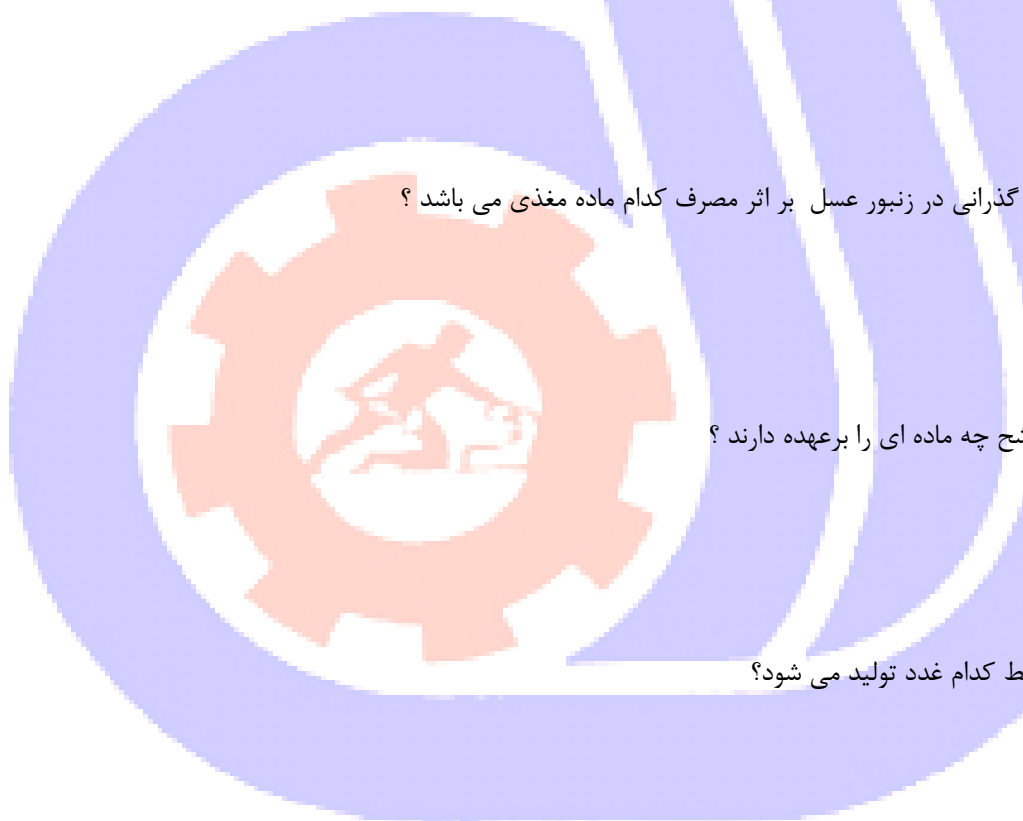 گذرانی در زنبور عسل بر اثر مصرف کدام ماده مغذی می باشد ؟
چه ماده ای را برعهده دارند ؟
کدام غدد تولید می شود؟